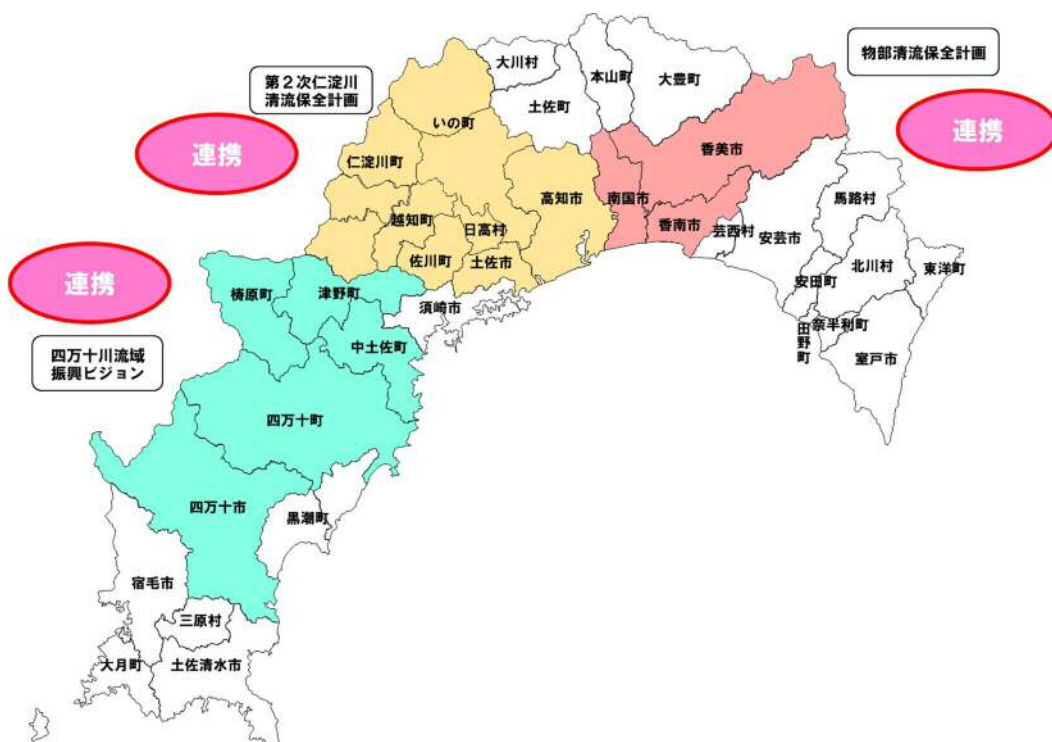 大川村
本山町
大豊町
物部清流保全計画
第２次仁淀川
清流保全計画
土佐町
いの町
連携
連携
仁淀川町
香美市
高知市
南国市
馬路村
越知町
日高村
香南市
芸西村
安芸市
佐川町
土佐市
北川村
東洋町
連携
梼原町
津野町
安田町
須崎市
奈半利町
田野町
中土佐町
室戸市
四万十川流域
振興ビジョン
四万十町
四万十市
黒潮町
宿毛市
三原村
大月町
土佐清水市